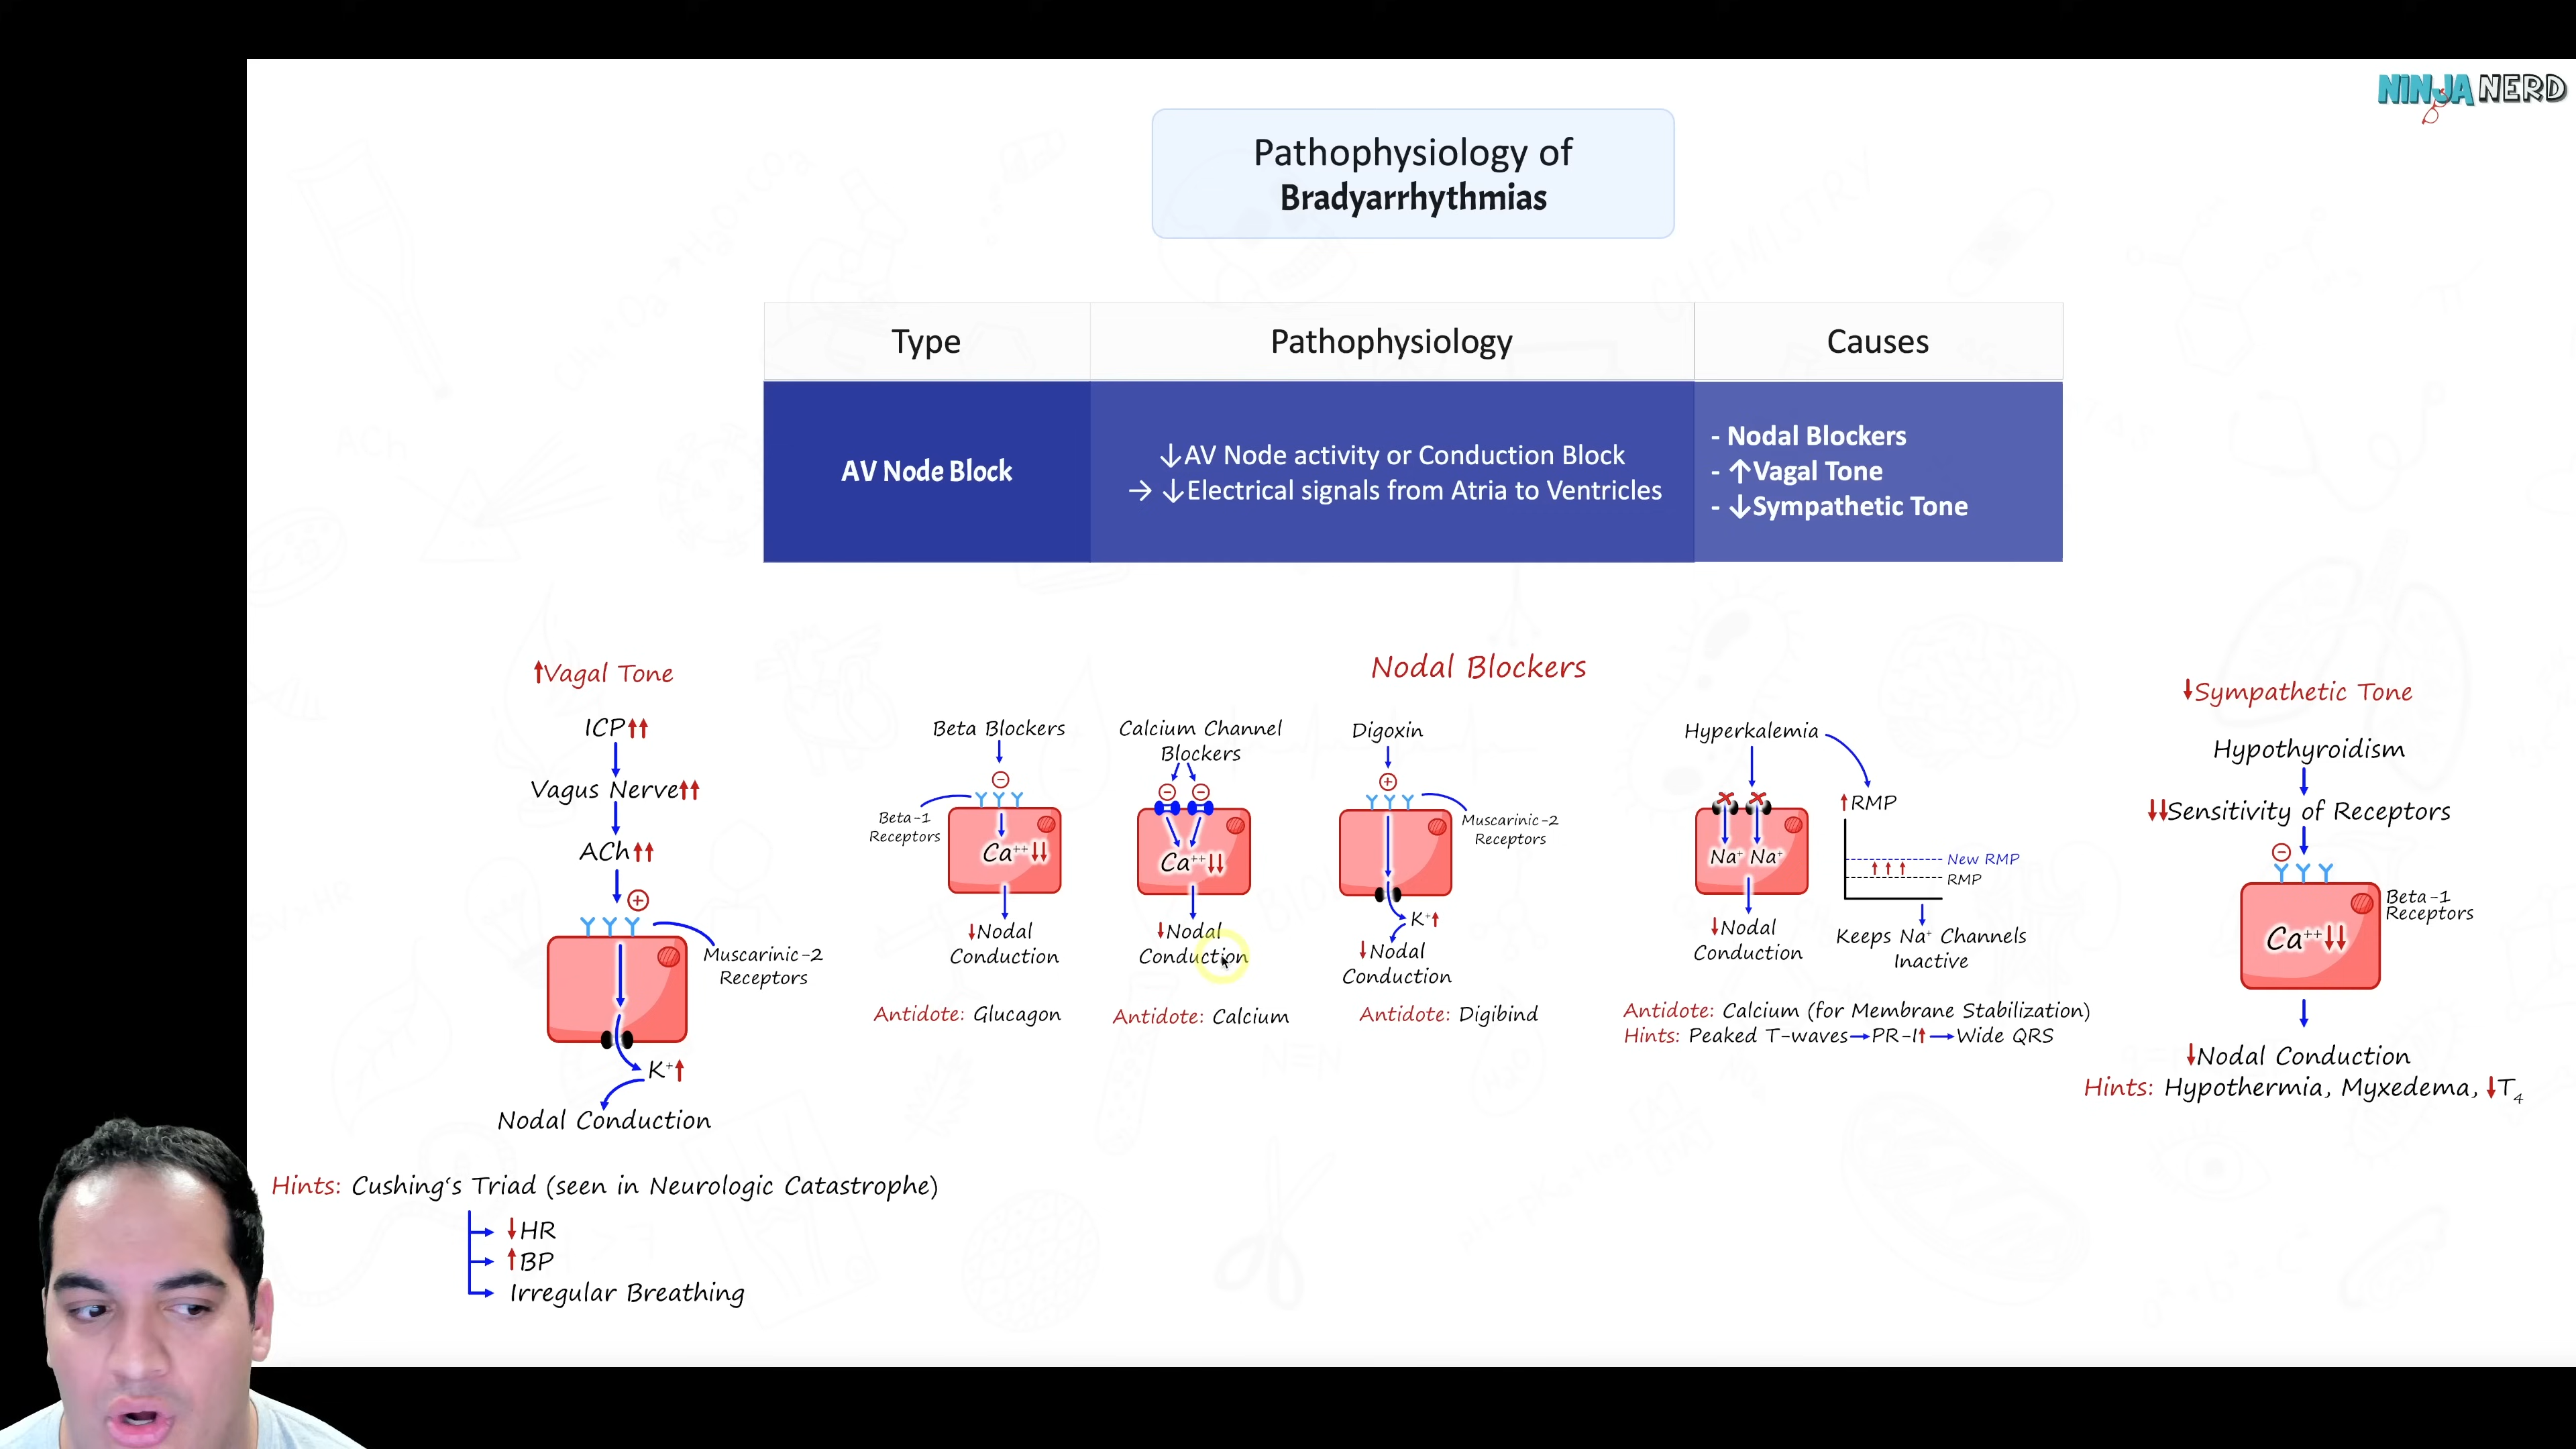 NINJA NERD
Pathophysiology of
Bradyarrhythmias
Type
Pathophysiology
Causes
AV Node Block
↓AV Node activity or Conduction Block
→ ↓Electrical signals from Atria to Ventricles
- Nodal Blockers
- ↑Vagal Tone
- ↓Sympathetic Tone
↑Vagal Tone
ICP↑↑
Vagus Nerve↑↑
ACh↑↑
+
Muscarinic-2
Receptors
K⁺↑
Nodal Conduction
Hints: Cushing's Triad (seen in Neurologic Catastrophe)
↓HR
↑BP
Irregular Breathing
Nodal Blockers
Beta Blockers
−
Beta-1
Receptors
Ca⁺⁺↓↓
↓Nodal
Conduction
Antidote: Glucagon
Calcium Channel
Blockers
− −
Ca⁺⁺↓↓
↓Nodal
Conduction
Antidote: Calcium
Digoxin
+
Muscarinic-2
Receptors
K⁺↑
↓Nodal
Conduction
Antidote: Digibind
Hyperkalemia
Na⁺ Na⁺
↓Nodal
Conduction
↑RMP
New RMP
↑↑↑
RMP
Keeps Na⁺ Channels
Inactive
Antidote: Calcium (for Membrane Stabilization)
Hints: Peaked T-waves→PR-I↑→Wide QRS
↓Sympathetic Tone
Hypothyroidism
↓↓Sensitivity of Receptors
−
Beta-1
Receptors
Ca⁺⁺↓↓
↓Nodal Conduction
Hints: Hypothermia, Myxedema, ↓T₄